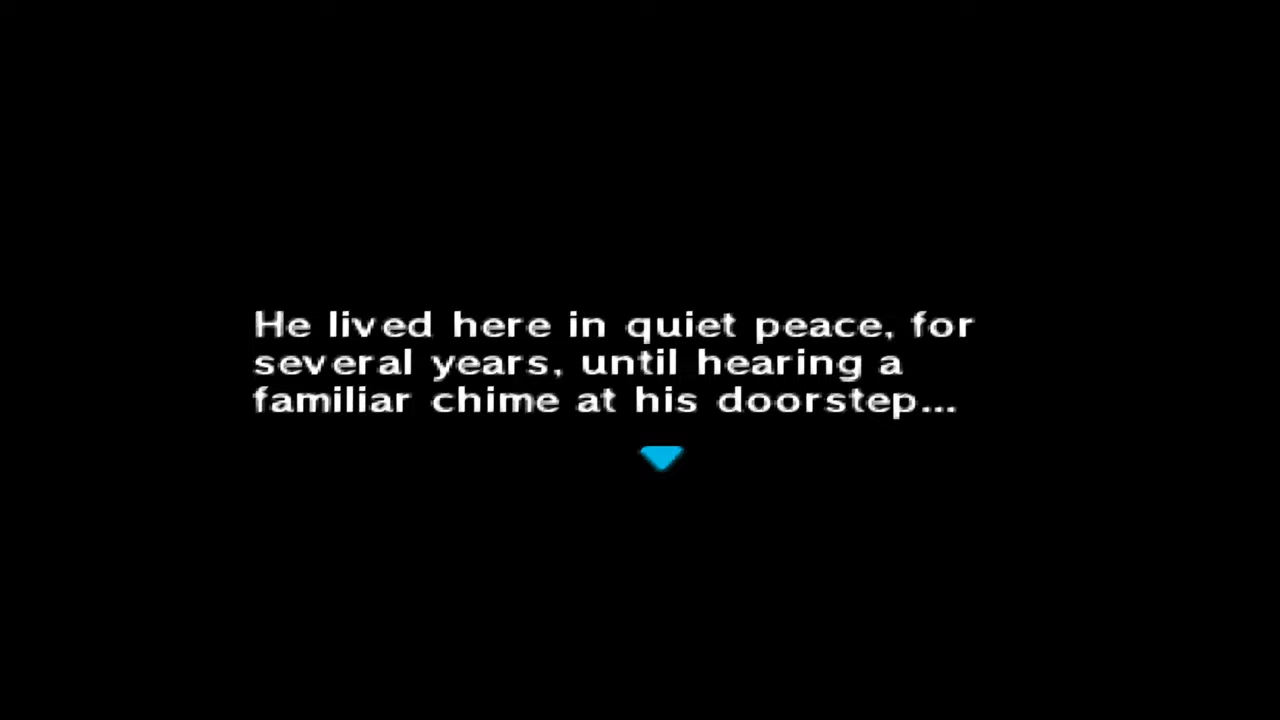 He lived here in quiet peace, for
several years, until hearing a
familiar chime at his doorstep...